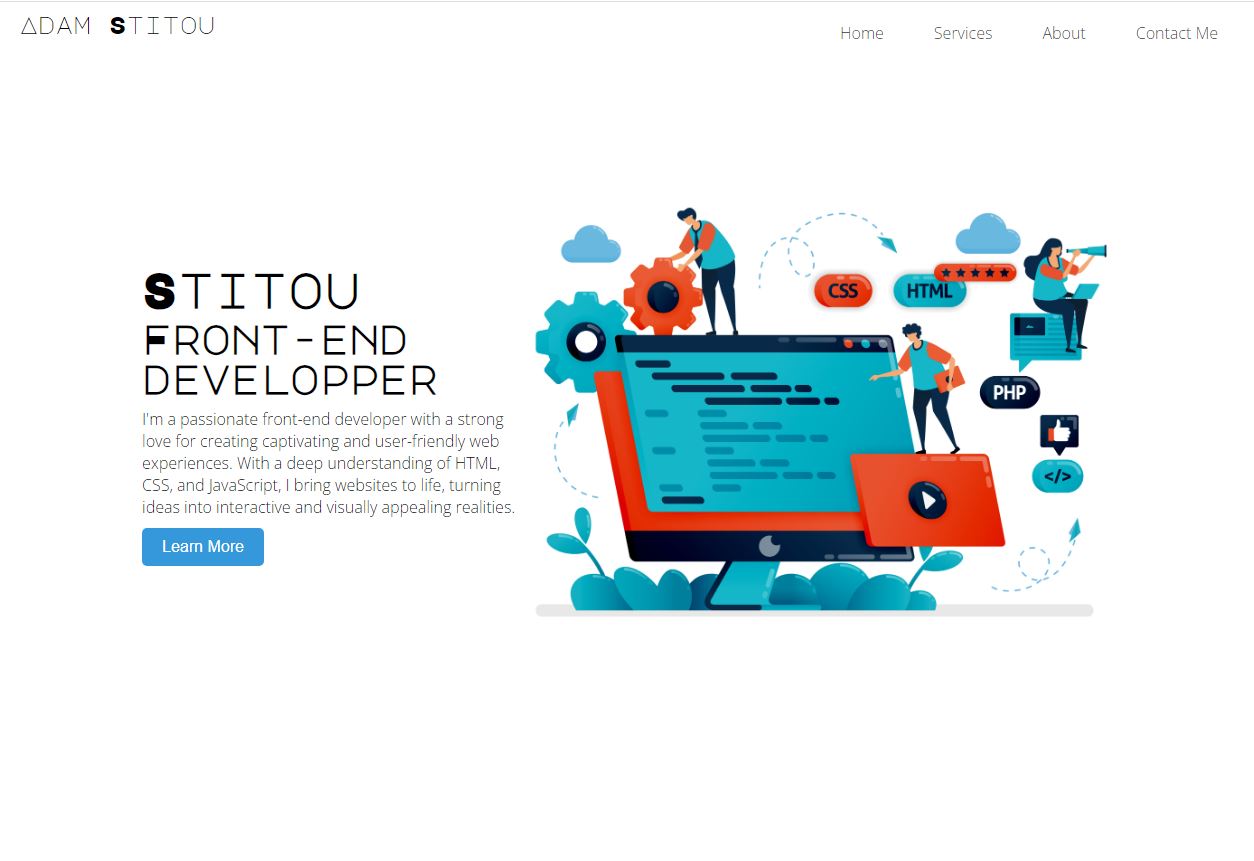 ADAM STITOU
Home
Services
About
Contact Me
STITOU
FRONT-END
DEVELOPPER
I'm a passionate front-end developer with a strong
love for creating captivating and user-friendly web
experiences. With a deep understanding of HTML,
CSS, and JavaScript, I bring websites to life, turning
ideas into interactive and visually appealing realities.
Learn More
CSS
HTML
PHP
</>